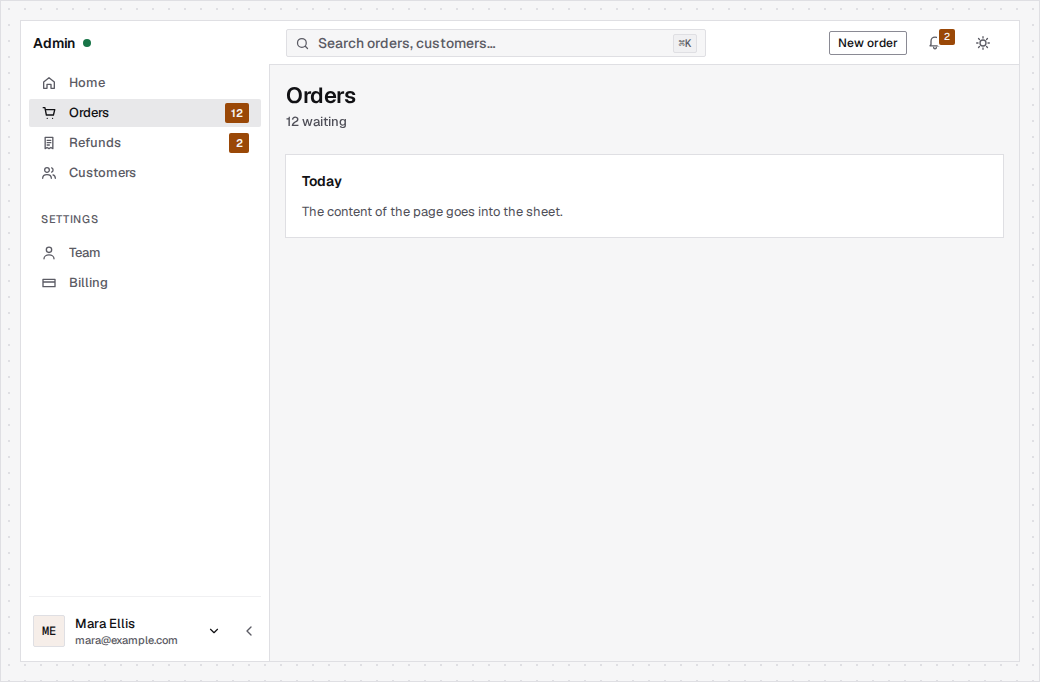 Admin
Search orders, customers…
⌘K
New order
2
Home
Orders
12
Refunds
2
Customers
SETTINGS
Team
Billing
ME
Mara Ellis
mara@example.com
Orders
12 waiting
Today
The content of the page goes into the sheet.